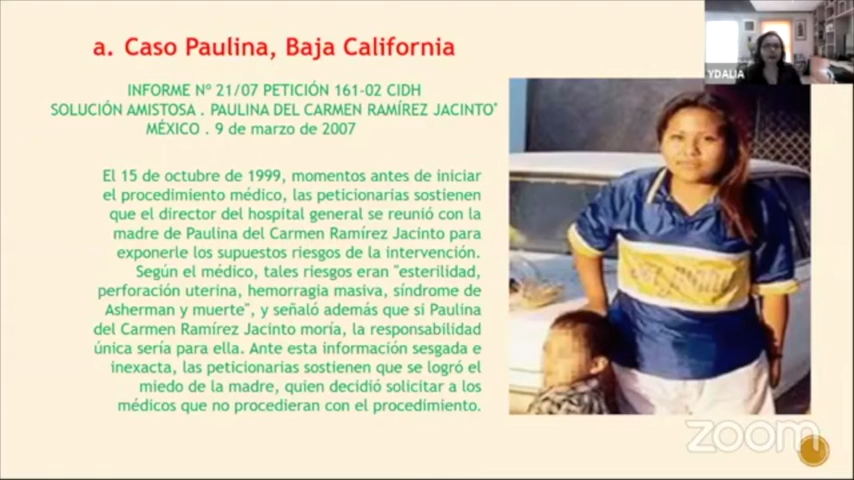 a. Caso Paulina, Baja California
INFORME Nº 21/07 PETICIÓN 161-02 CIDH
SOLUCIÓN AMISTOSA . PAULINA DEL CARMEN RAMÍREZ JACINTO*
MÉXICO . 9 de marzo de 2007
El 15 de octubre de 1999, momentos antes de iniciar
el procedimiento médico, las peticionarias sostienen
que el director del hospital general se reunió con la
madre de Paulina del Carmen Ramírez Jacinto para
exponerle los supuestos riesgos de la intervención.
Según el médico, tales riesgos eran "esterilidad,
perforación uterina, hemorragia masiva, síndrome de
Asherman y muerte", y señaló además que si Paulina
del Carmen Ramírez Jacinto moría, la responsabilidad
única sería para ella. Ante esta información sesgada e
inexacta, las peticionarias sostienen que se logró el
miedo de la madre, quien decidió solicitar a los
médicos que no procedieran con el procedimiento.
YDALIA
zoom